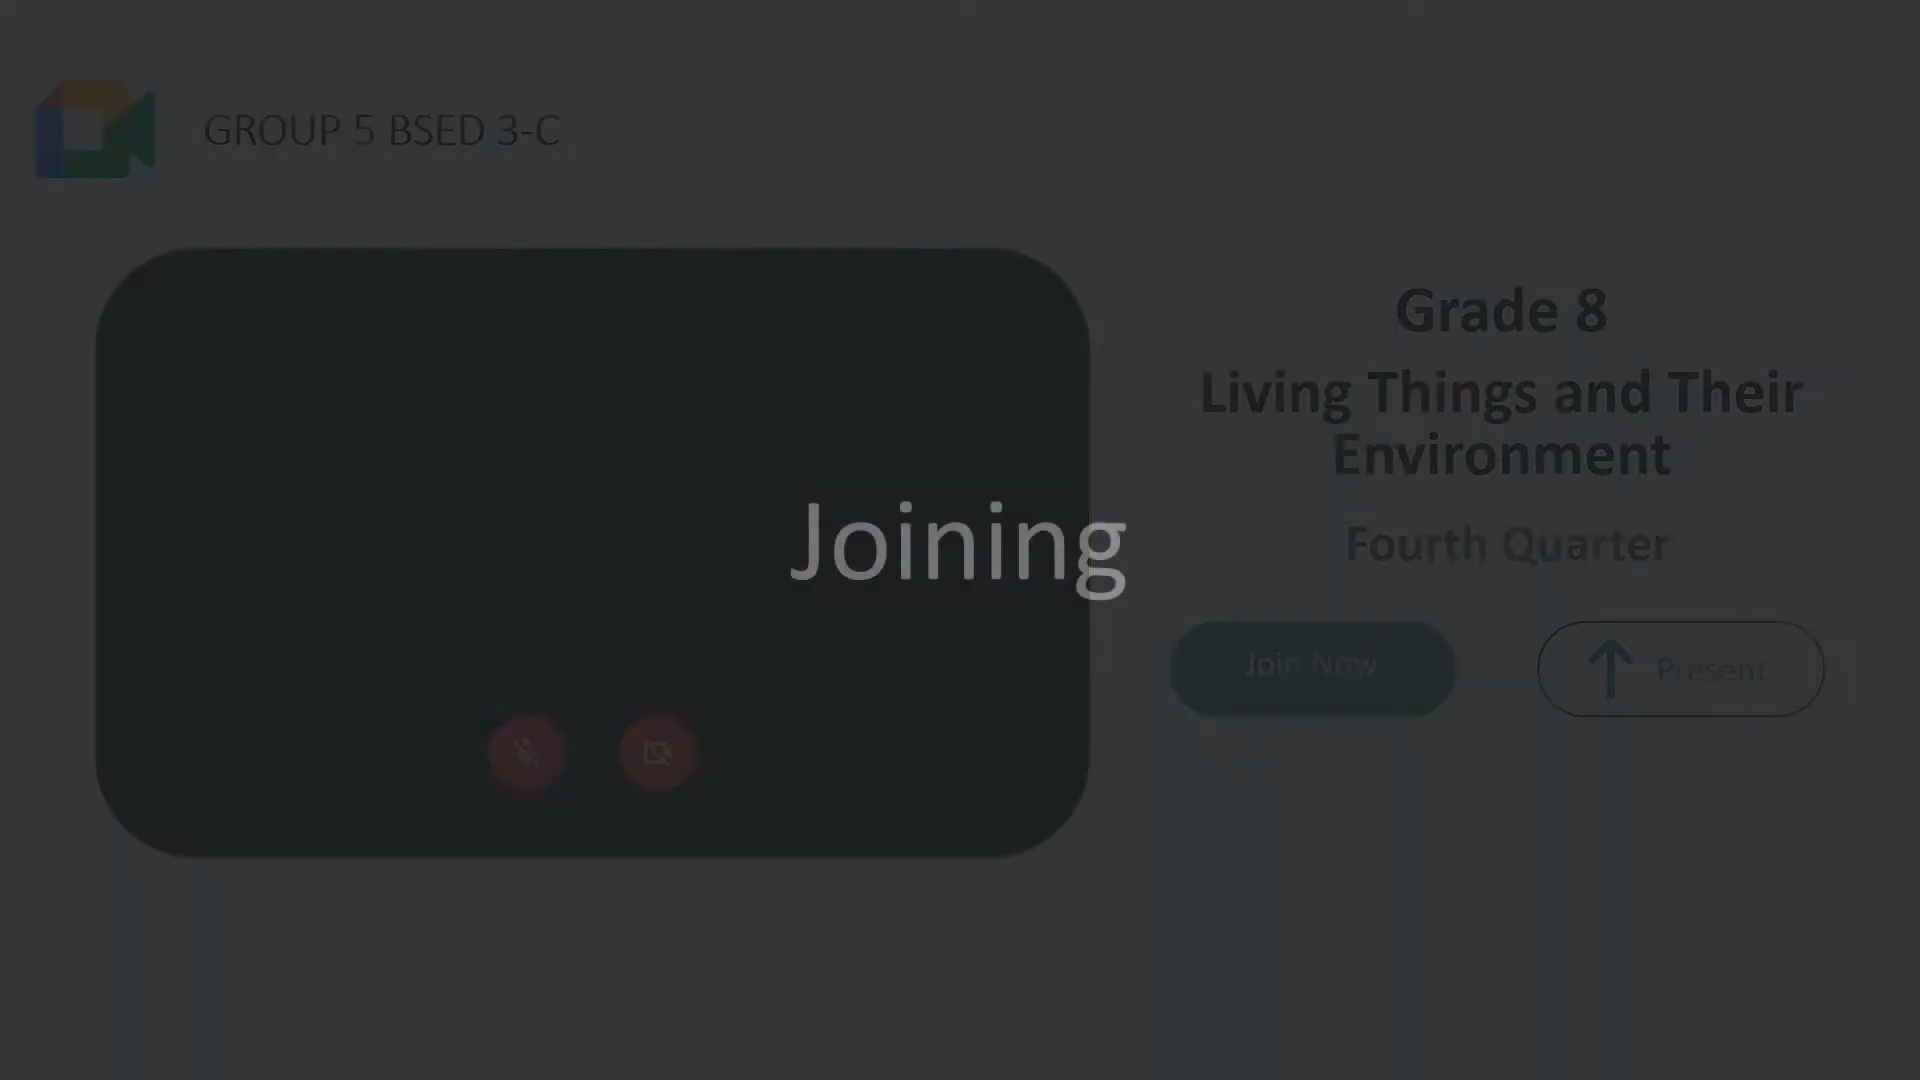 GROUP 5 BSED 3-C
Grade 8
Living Things and Their
Environment
Joining
Fourth Quarter
Join Now
Present